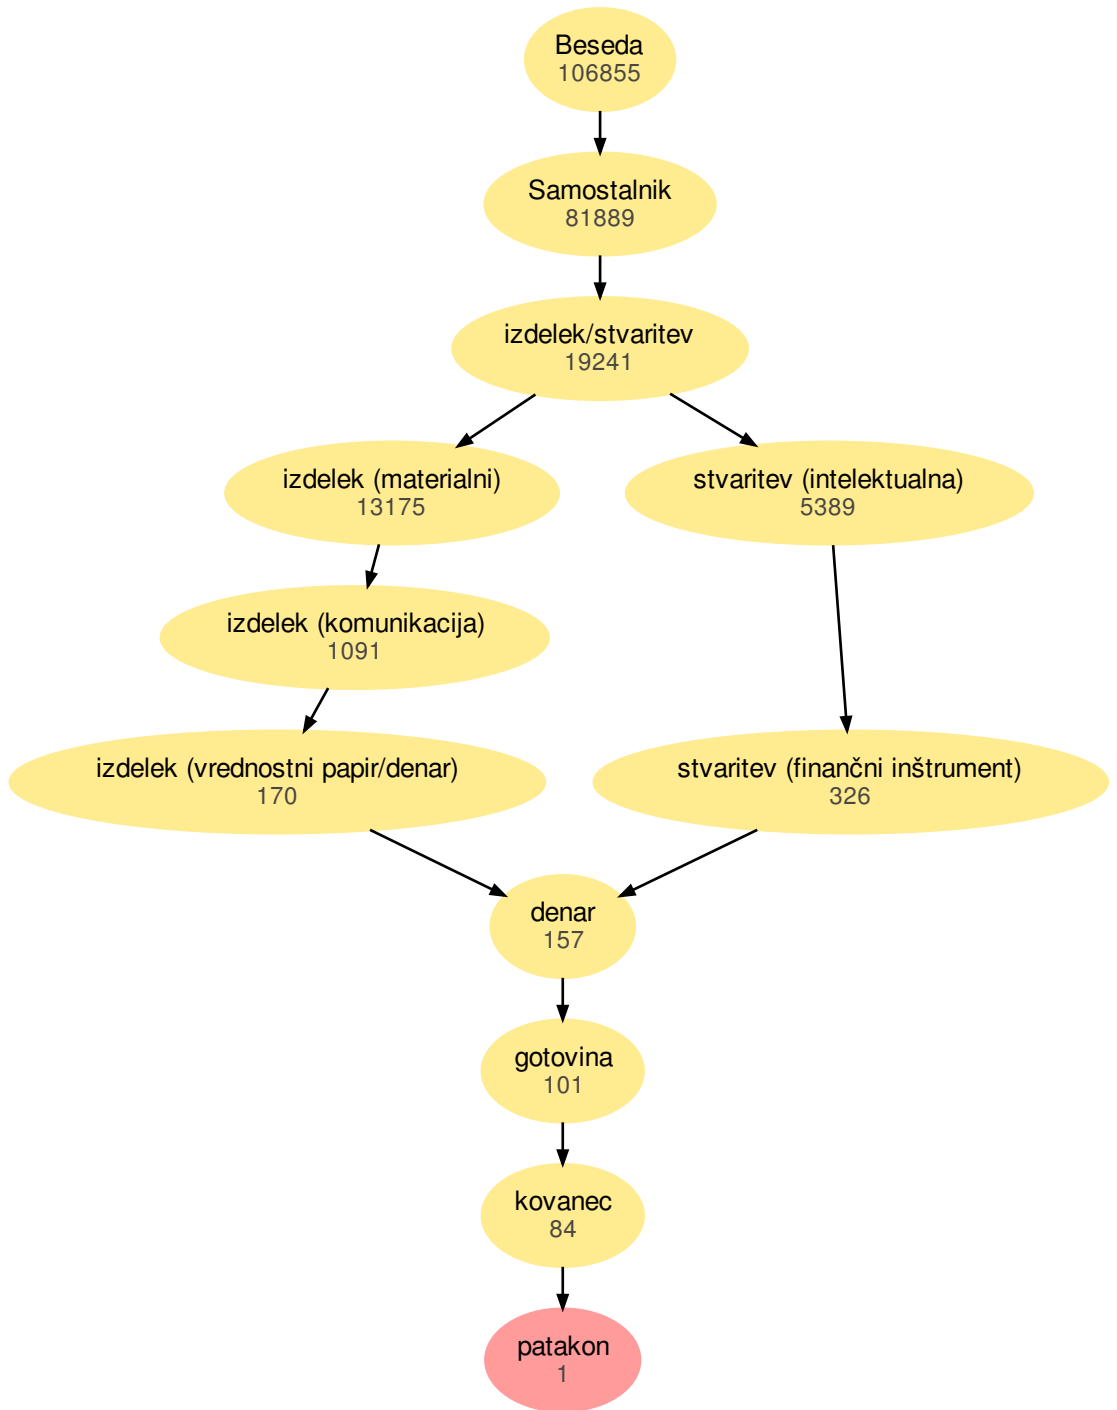 Beseda
106855
Samostalnik
81889
izdelek/stvaritev
19241
izdelek (materialni)
13175
stvaritev (intelektualna)
5389
izdelek (komunikacija)
1091
izdelek (vrednostni papir/denar)
170
stvaritev (finančni inštrument)
326
denar
157
gotovina
101
kovanec
84
patakon
1